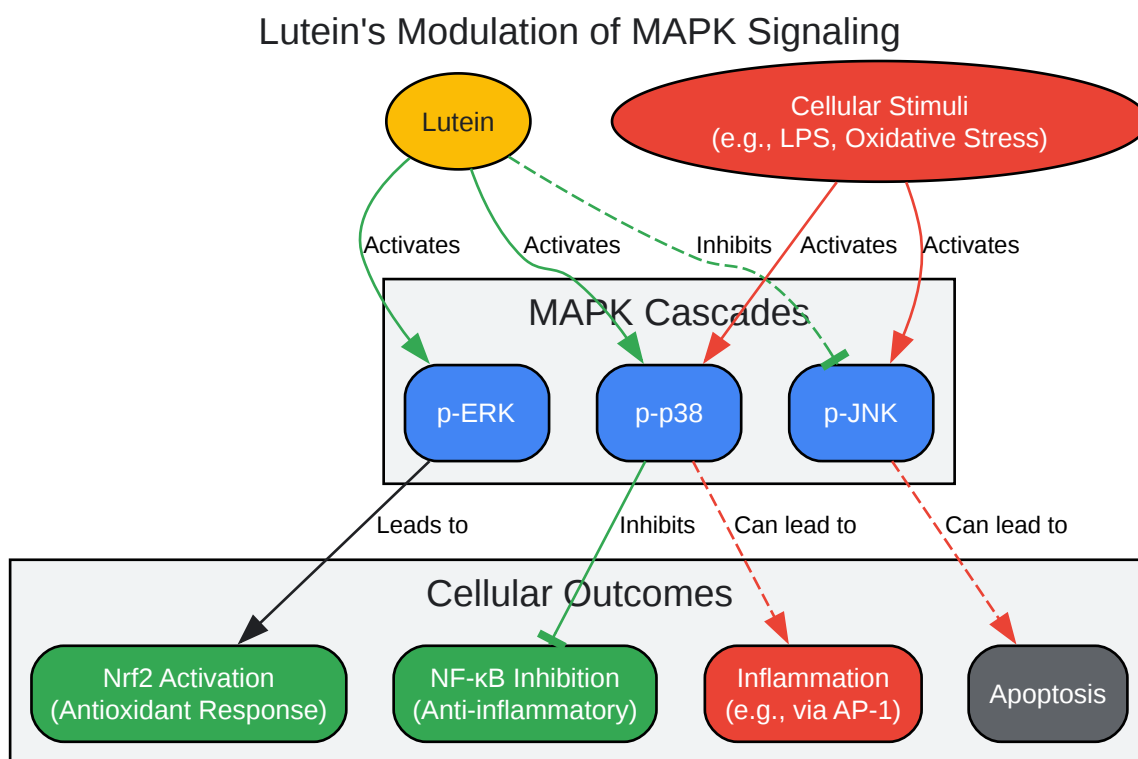 Lutein's Modulation of MAPK Signaling
Lutein
Cellular Stimuli
(e.g., LPS, Oxidative Stress)
Activates
Activates
Inhibits
Activates
Activates
MAPK Cascades
p-ERK
p-p38
p-JNK
Leads to
Inhibits
Can lead to
Can lead to
Cellular Outcomes
Nrf2 Activation
(Antioxidant Response)
NF-κB Inhibition
(Anti-inflammatory)
Inflammation
(e.g., via AP-1)
Apoptosis